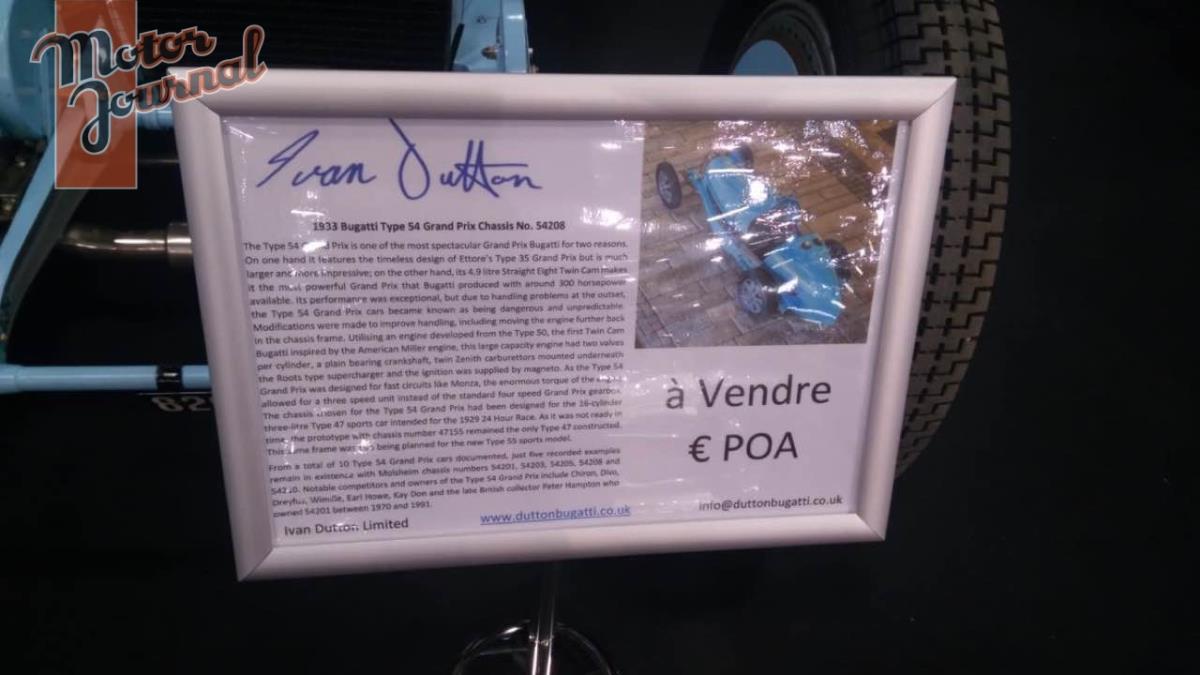 Motor
Journal
Ivan Dutton
1933 Bugatti Type 54 Grand Prix Chassis No. 54208
The Type 54 Grand Prix is one of the most spectacular Grand Prix Bugatti for two reasons.
On one hand it features the timeless design of Ettore's Type 35 Grand Prix but is much
larger and more impressive; on the other hand, its 4.9 litre Straight Eight Twin Cam makes
it the most powerful Grand Prix that Bugatti produced with around 300 horsepower
available. Its performance was exceptional, but due to handling problems at the outset,
the Type 54 Grand Prix cars became known as being dangerous and unpredictable.
Modifications were made to improve handling, including moving the engine further back
in the chassis frame. Utilising an engine developed from the Type 50, the first Twin Cam
Bugatti inspired by the American Miller engine, this large capacity engine had two valves
per cylinder, a plain bearing crankshaft, twin Zenith carburettors mounted underneath
the Roots type supercharger and the ignition was supplied by magneto. As the Type 54
Grand Prix was designed for fast circuits like Monza, the enormous torque of the engine
allowed for a three speed unit instead of the standard four speed Grand Prix gearbox.
The chassis chosen for the Type 54 Grand Prix had been designed for the 16-cylinder
three-litre Type 47 sports car intended for the 1929 24 Hour Race. As it was not ready in
time, the prototype with chassis number 47155 remained the only Type 47 constructed.
This same frame was being planned for the new Type 55 sports model.
From a total of 10 Type 54 Grand Prix cars documented, just five recorded examples
remain in existence with Molsheim chassis numbers 54201, 54203, 54205, 54208 and
54210. Notable competitors and owners of the Type 54 Grand Prix include Chiron, Divo,
Dreyfus, Wimille, Earl Howe, Kay Don and the late British collector Peter Hampton who
owned 54201 between 1970 and 1991.
Ivan Dutton Limited
www.duttonbugatti.co.uk
à Vendre
€ POA
info@duttonbugatti.co.uk